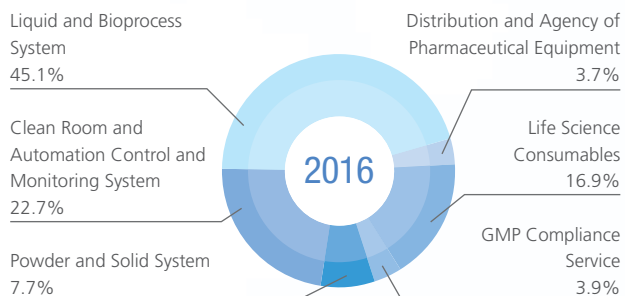 Liquid and Bioprocess
System
45.1%
Clean Room and
Automation Control and
Monitoring System
22.7%
Powder and Solid System
7.7%
2016
Distribution and Agency of
Pharmaceutical Equipment
3.7%
Life Science
Consumables
16.9%
GMP Compliance
Service
3.9%